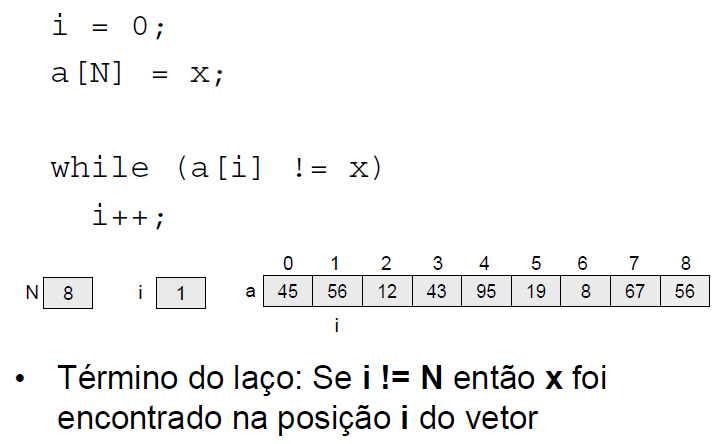 i = 0;
a[N] = x;
while (a[i] != x)
i++;
0 1 2 3 4 5 6 7 8
N 8 i 1 a 45 56 12 43 95 19 8 67 56
i
• Término do laço: Se i != N então x foi
encontrado na posição i do vetor